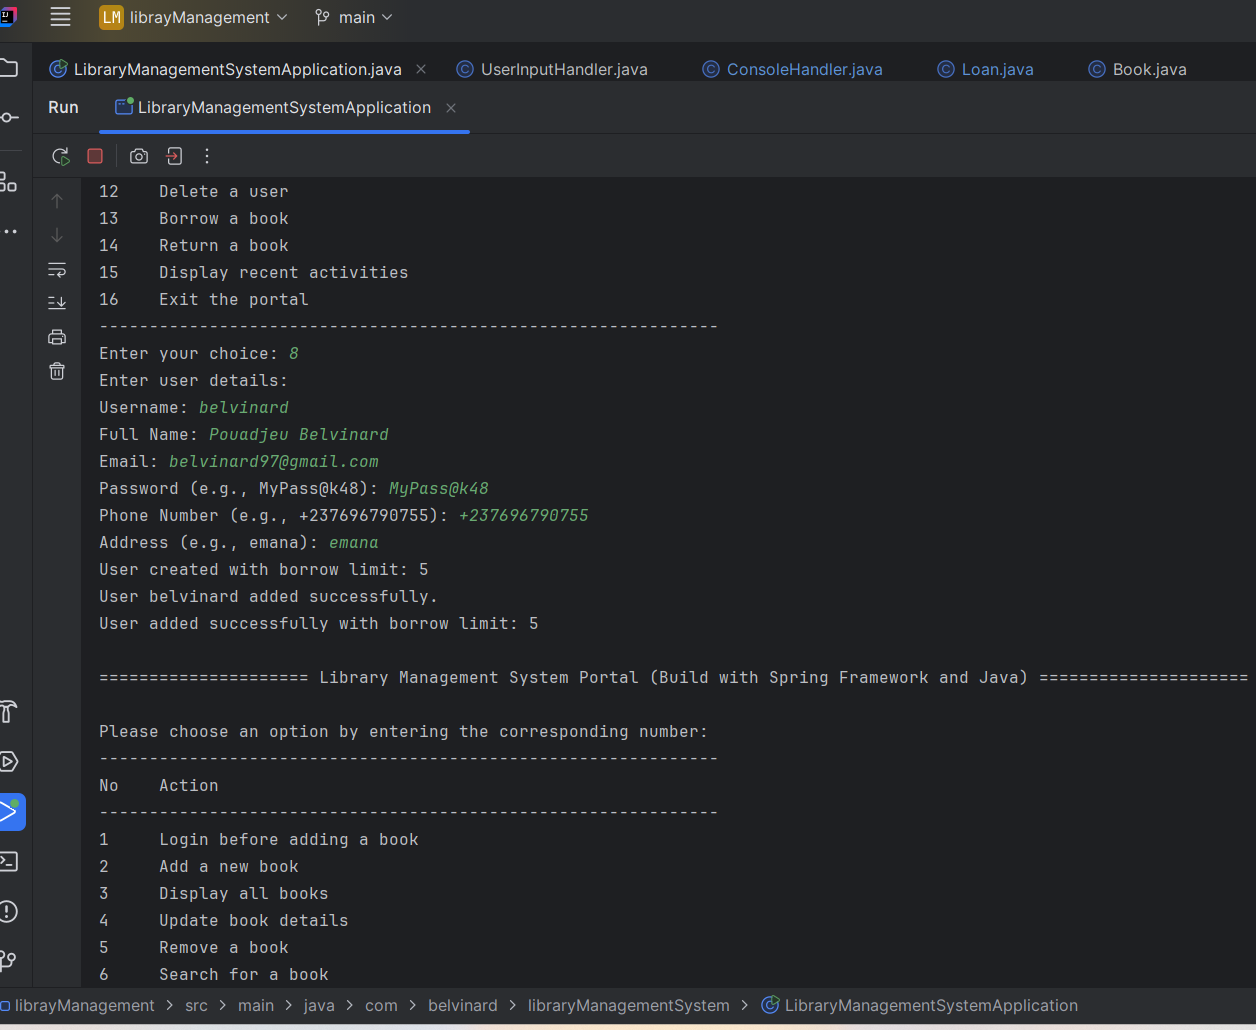 LM librayManagement main
LibraryManagementSystemApplication.java UserInputHandler.java ConsoleHandler.java Loan.java Book.java
Run LibraryManagementSystemApplication
12 Delete a user
13 Borrow a book
14 Return a book
15 Display recent activities
16 Exit the portal
--------------------------------------------------------------
Enter your choice: 8
Enter user details:
Username: belvinard
Full Name: Pouadjeu Belvinard
Email: belvinard97@gmail.com
Password (e.g., MyPass@k48): MyPass@k48
Phone Number (e.g., +237696790755): +237696790755
Address (e.g., emana): emana
User created with borrow limit: 5
User belvinard added successfully.
User added successfully with borrow limit: 5
===================== Library Management System Portal (Build with Spring Framework and Java) =====================
Please choose an option by entering the corresponding number:
--------------------------------------------------------------
No Action
--------------------------------------------------------------
1 Login before adding a book
2 Add a new book
3 Display all books
4 Update book details
5 Remove a book
6 Search for a book
librayManagement > src > main > java > com > belvinard > libraryManagementSystem > LibraryManagementSystemApplication